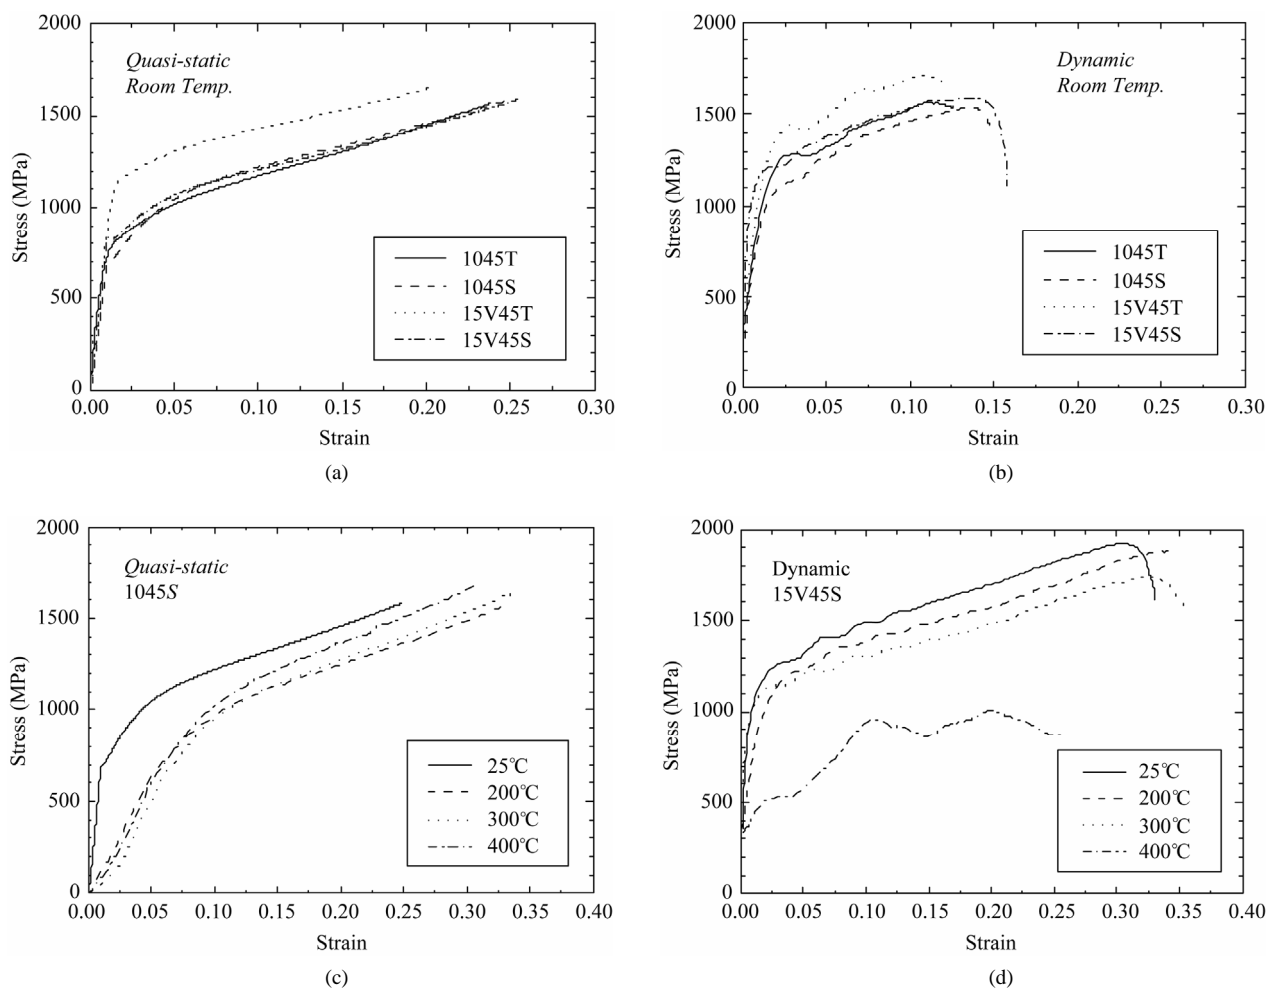 2000
1500
1000
500
0
Stress (MPa)
Quasi-static
Room Temp.
1045T
1045S
15V45T
15V45S
0.00 0.05 0.10 0.15 0.20 0.25 0.30
Strain
(a)
2000
1500
1000
500
0
Stress (MPa)
Dynamic
Room Temp.
1045T
1045S
15V45T
15V45S
0.00 0.05 0.10 0.15 0.20 0.25 0.30
Strain
(b)
2000
1500
1000
500
0
Stress (MPa)
Quasi-static
1045S
25℃
200℃
300℃
400℃
0.00 0.05 0.10 0.15 0.20 0.25 0.30 0.35 0.40
Strain
(c)
2000
1500
1000
500
0
Stress (MPa)
Dynamic
15V45S
25℃
200℃
300℃
400℃
0.00 0.05 0.10 0.15 0.20 0.25 0.30 0.35 0.40
Strain
(d)